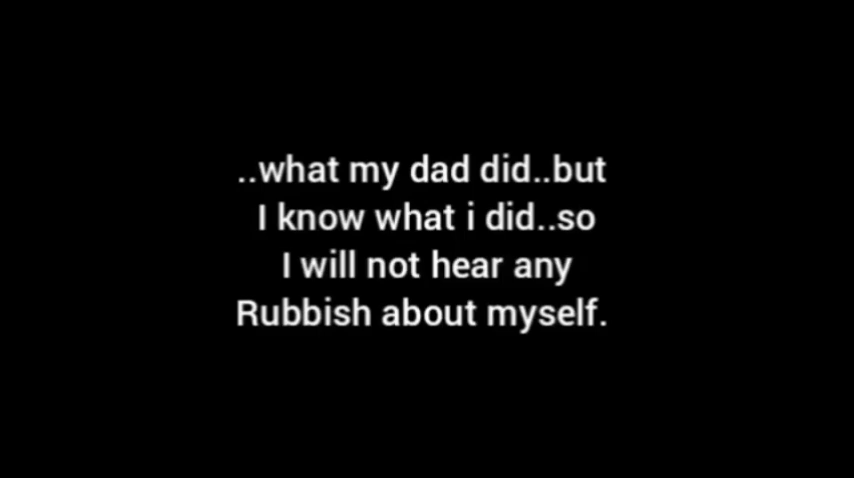 ..what my dad did..but
I know what i did..so
I will not hear any
Rubbish about myself.